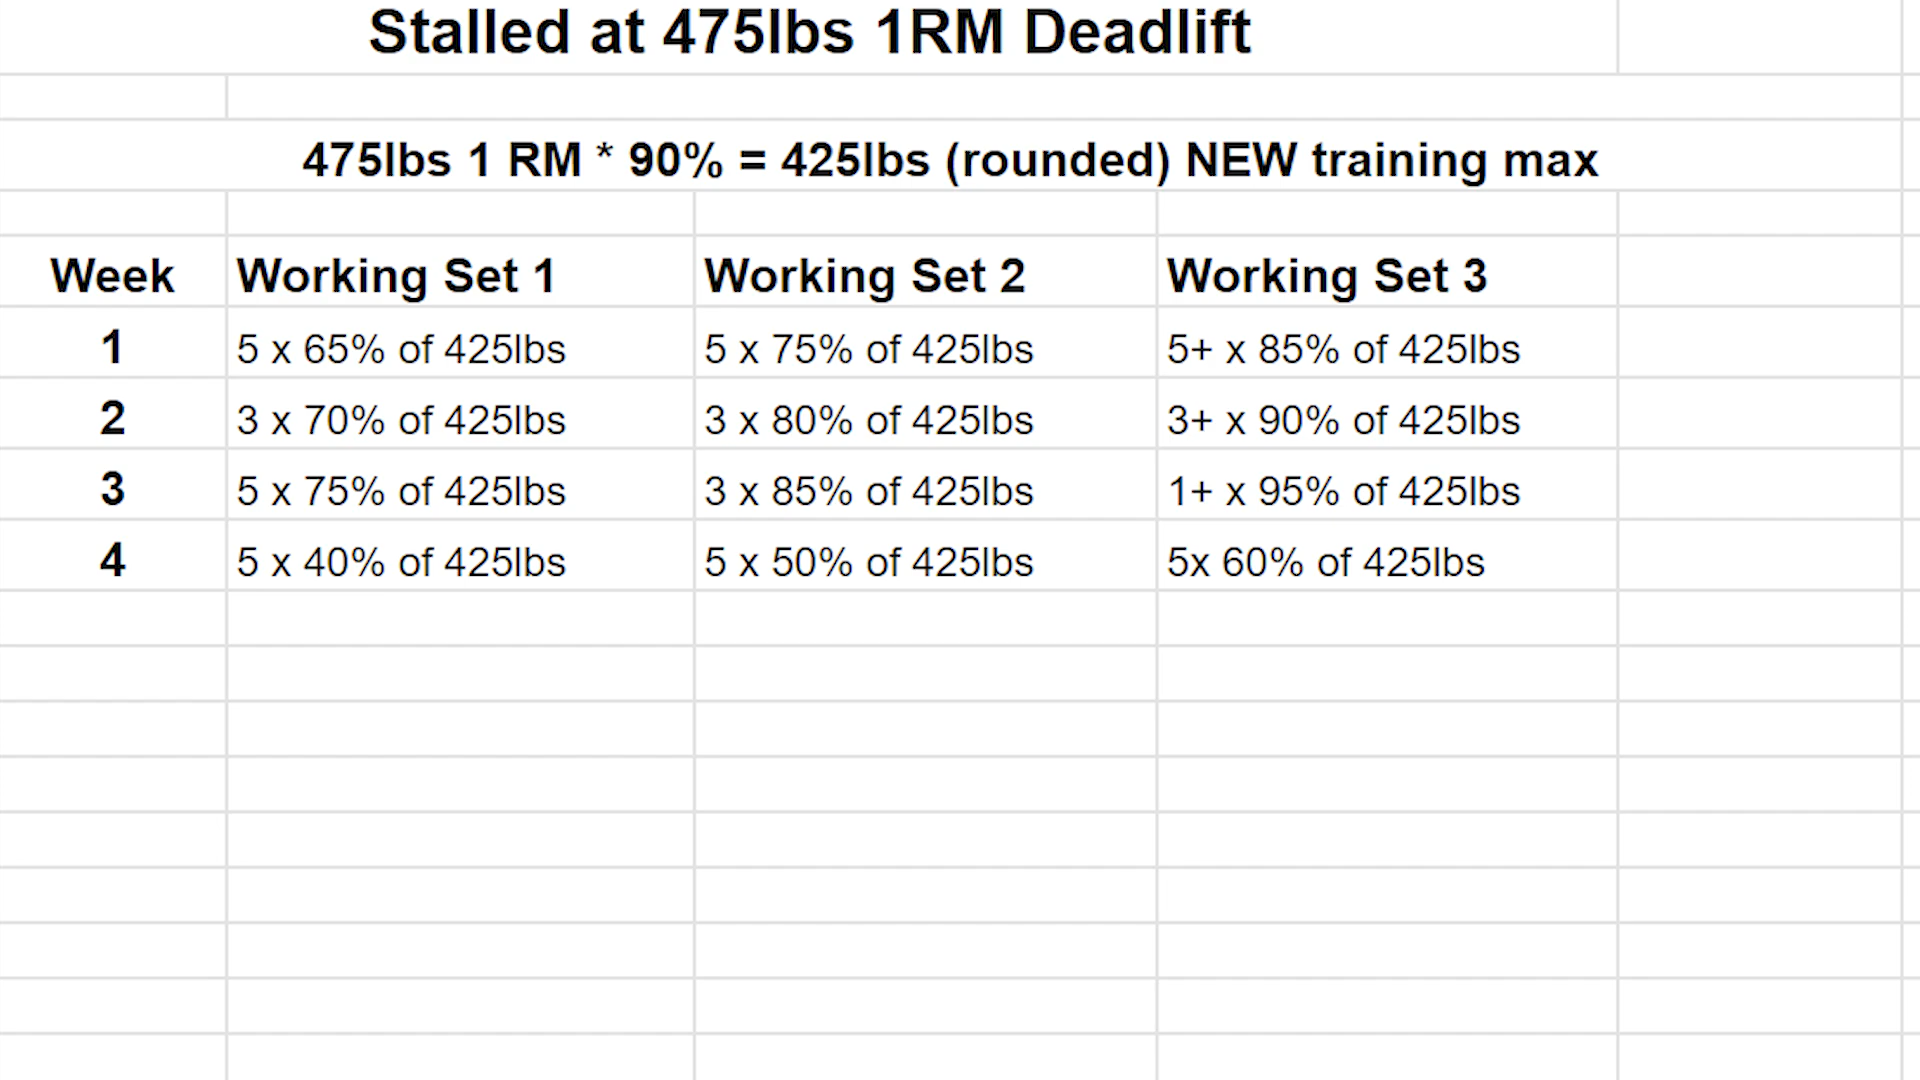 Stalled at 475lbs 1RM Deadlift
475lbs 1 RM * 90% = 425lbs (rounded) NEW training max
Week Working Set 1 Working Set 2 Working Set 3
1 5 x 65% of 425lbs 5 x 75% of 425lbs 5+ x 85% of 425lbs
2 3 x 70% of 425lbs 3 x 80% of 425lbs 3+ x 90% of 425lbs
3 5 x 75% of 425lbs 3 x 85% of 425lbs 1+ x 95% of 425lbs
4 5 x 40% of 425lbs 5 x 50% of 425lbs 5x 60% of 425lbs